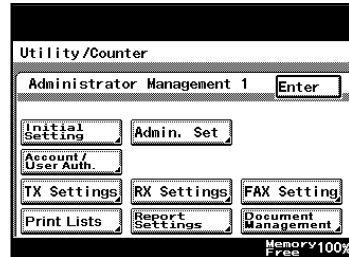 Utility/Counter
Administrator Management 1 Enter
Initial Setting Admin. Set
Account/ User Auth.
TX Settings RX Settings FAX Setting
Print Lists Report Settings Document Management
Memory Free 100%